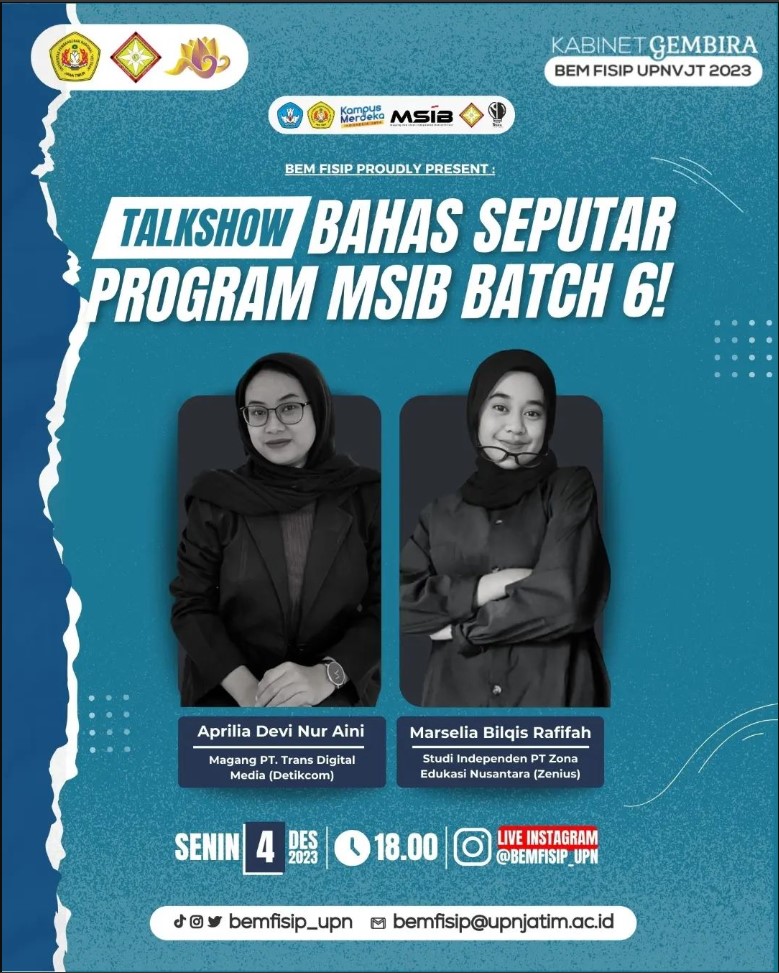 KABINET GEMBIRA
BEM FISIP UPNVJT 2023
Kampus
Merdeka
INDONESIA JAYA
MSIB
BEM FISIP PROUDLY PRESENT :
TALKSHOW BAHAS SEPUTAR
PROGRAM MSIB BATCH 6!
Aprilia Devi Nur Aini
Magang PT. Trans Digital
Media (Detikcom)
Marselia Bilqis Rafifah
Studi Independen PT Zona
Edukasi Nusantara (Zenius)
SENIN 4 DES
2023
18.00
LIVE INSTAGRAM
@BEMFISIP_UPN
bemfisip_upn
bemfisip@upnjatim.ac.id